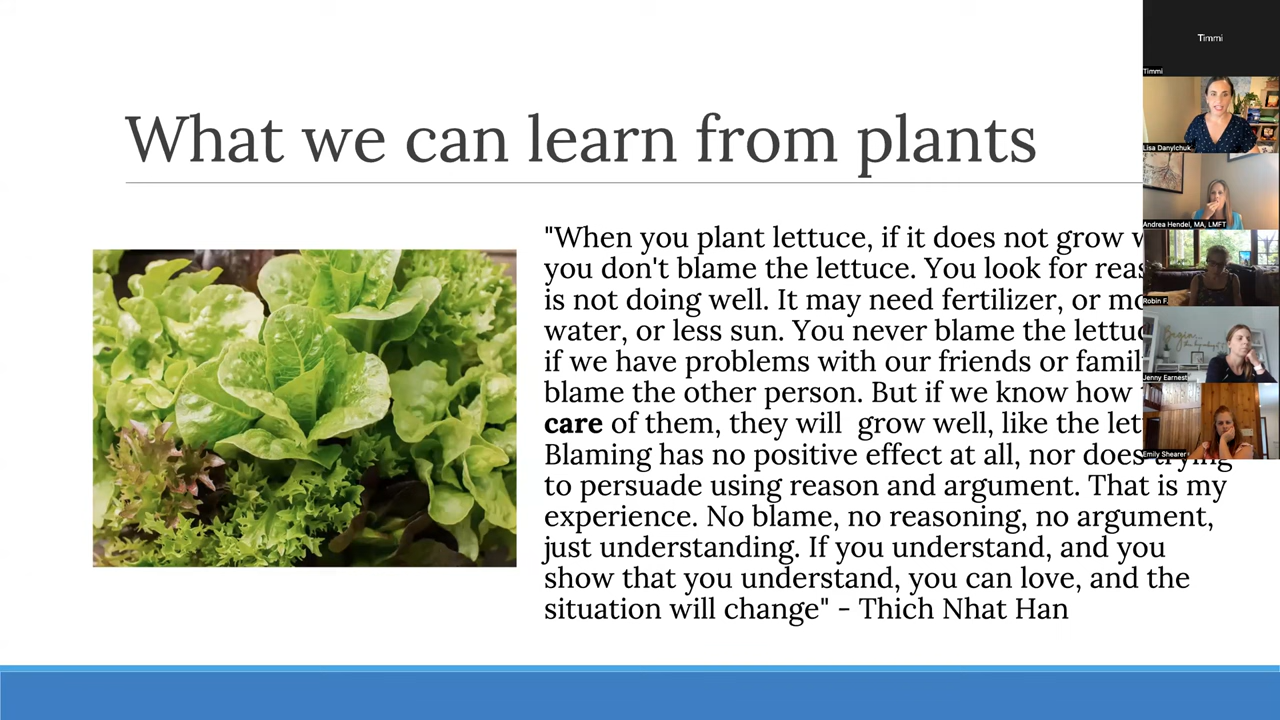 What we can learn from plants
"When you plant lettuce, if it does not grow
you don't blame the lettuce. You look for
is not doing well. It may need fertilizer, or
water, or less sun. You never blame the
if we have problems with our friends or
blame the other person. But if we know how
care of them, they will  grow well, like the
Blaming has no positive effect at all, nor does trying
to persuade using reason and argument. That is my
experience. No blame, no reasoning, no argument,
just understanding. If you understand, and you
show that you understand, you can love, and the
situation will change" - Thich Nhat Han
Timmi
Timmi
Lisa Danylchuk
Andrea Hendel, MA, LMFT
Robin F.
Begin...
Jenny Earnest
Emily Shearer